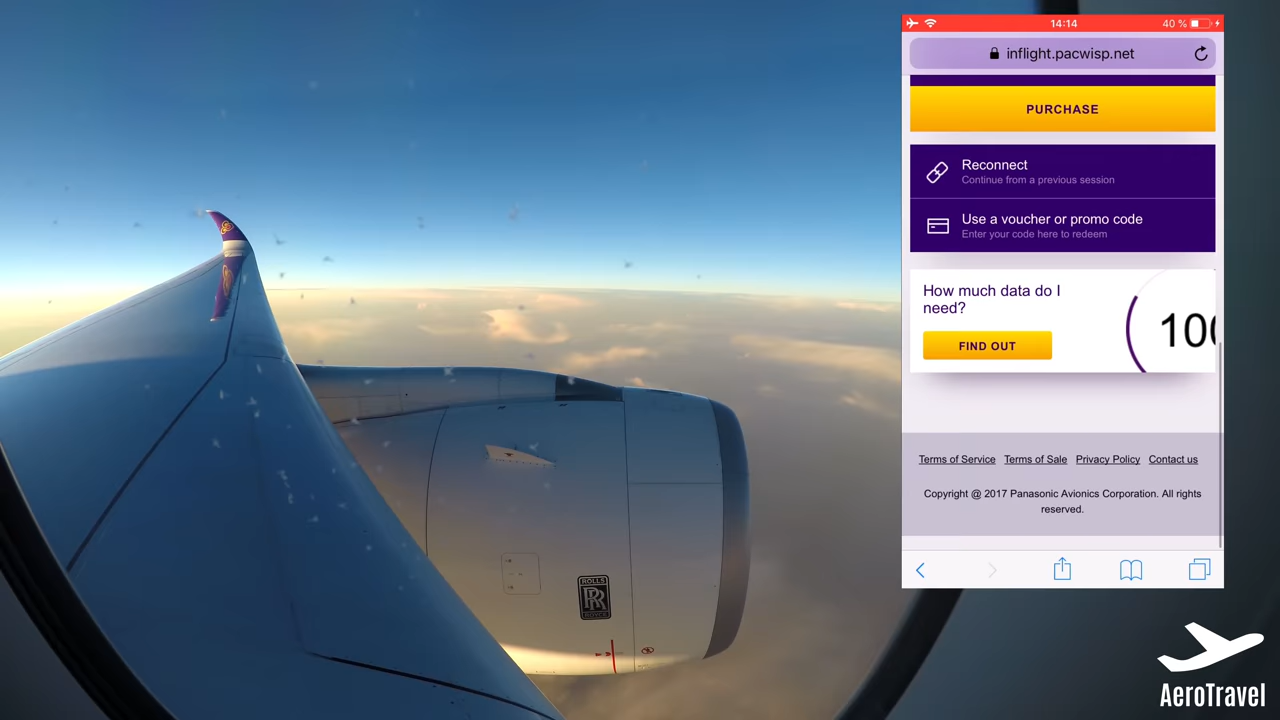 14:14
40 %
inflight.pacwisp.net
PURCHASE
Reconnect
Continue from a previous session
Use a voucher or promo code
Enter your code here to redeem
How much data do I
need?
FIND OUT
Terms of Service Terms of Sale Privacy Policy Contact us
Copyright @ 2017 Panasonic Avionics Corporation. All rights
reserved.
ROLLS
RR
ROYCE
AeroTravel